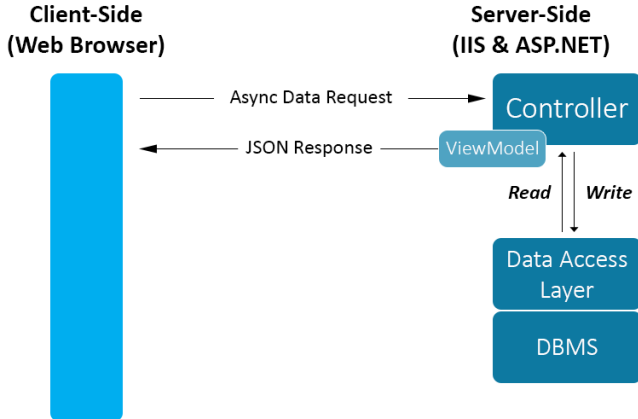 Client-Side
(Web Browser)
Server-Side
(IIS & ASP.NET)
Async Data Request
Controller
JSON Response
ViewModel
Read
Write
Data Access
Layer
DBMS